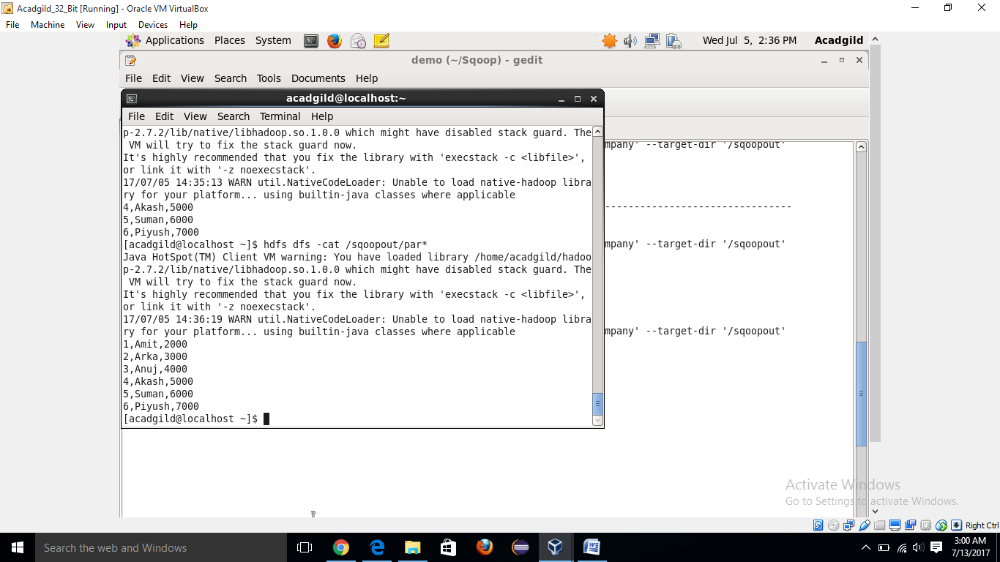 Acadgild_32_Bit [Running] - Oracle VM VirtualBox
File Machine View Input Devices Help
Applications Places System Wed Jul 5, 2:36 PM Acadgild
demo (~/Sqoop) - gedit
File Edit View Search Tools Documents Help
acadgild@localhost:~
File Edit View Search Terminal Help
p-2.7.2/lib/native/libhadoop.so.1.0.0 which might have disabled stack guard. The
VM will try to fix the stack guard now.
It's highly recommended that you fix the library with 'execstack -c <libfile>',
or link it with '-z noexecstack'.
17/07/05 14:35:13 WARN util.NativeCodeLoader: Unable to load native-hadoop libra
ry for your platform... using builtin-java classes where applicable
4,Akash,5000
5,Suman,6000
6,Piyush,7000
[acadgild@localhost ~]$ hdfs dfs -cat /sqoopout/par*
Java HotSpot(TM) Client VM warning: You have loaded library /home/acadgild/hadoo
p-2.7.2/lib/native/libhadoop.so.1.0.0 which might have disabled stack guard. The
VM will try to fix the stack guard now.
It's highly recommended that you fix the library with 'execstack -c <libfile>',
or link it with '-z noexecstack'.
17/07/05 14:36:19 WARN util.NativeCodeLoader: Unable to load native-hadoop libra
ry for your platform... using builtin-java classes where applicable
1,Amit,2000
2,Arka,3000
3,Anuj,4000
4,Akash,5000
5,Suman,6000
6,Piyush,7000
[acadgild@localhost ~]$
mpany' --target-dir '/sqoopout'
--------------------------------
mpany' --target-dir '/sqoopout'
mpany' --target-dir '/sqoopout'
Activate Windows
Go to Settings to activate Windows.
Right Ctrl
Search the web and Windows
3:00 AM
7/13/2017